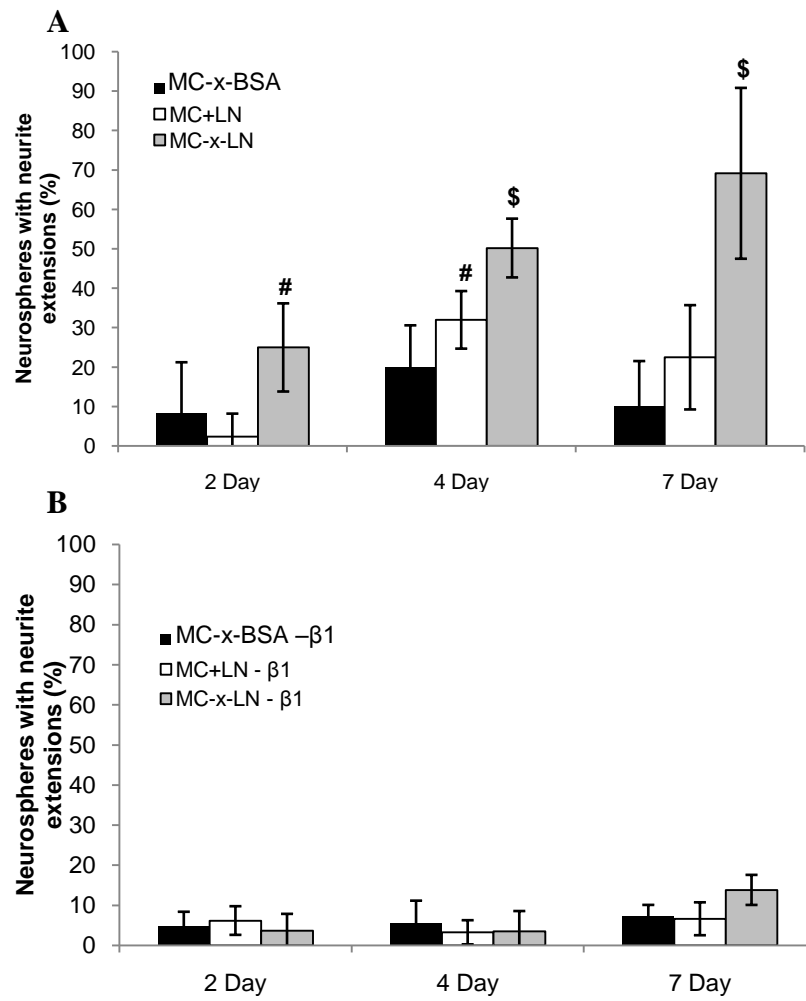 A
100
90
80
70
60
50
40
30
20
10
0
Neurospheres with neurite
extensions (%)
MC-x-BSA
MC+LN
MC-x-LN
#
#
$
$
2 Day
4 Day
7 Day
B
100
90
80
70
60
50
40
30
20
10
0
Neurospheres with neurite
extensions (%)
MC-x-BSA –β1
MC+LN - β1
MC-x-LN - β1
2 Day
4 Day
7 Day